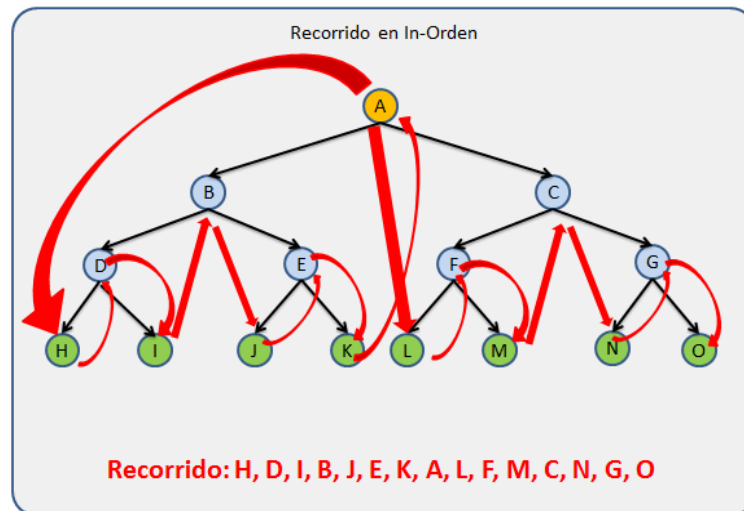 Recorrido en In-Orden
A
B C
D E F G
H I J K L M N O
Recorrido: H, D, I, B, J, E, K, A, L, F, M, C, N, G, O